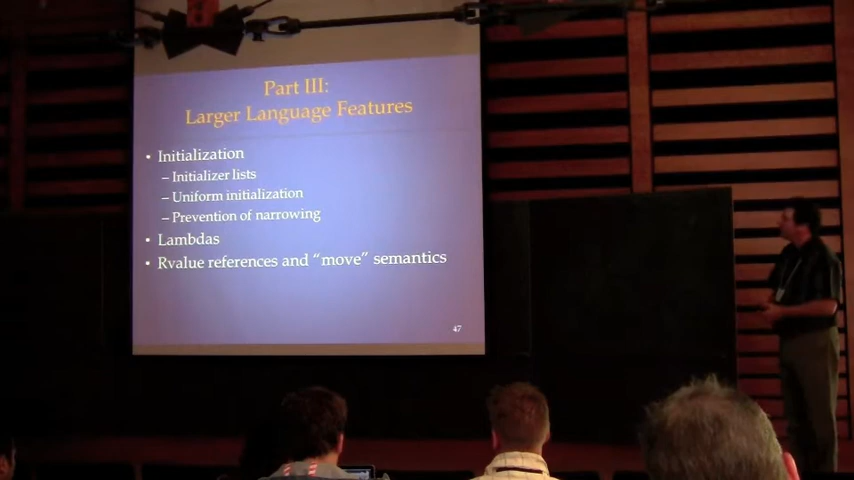 Part III:
Larger Language Features
• Initialization
– Initializer lists
– Uniform initialization
– Prevention of narrowing
• Lambdas
• Rvalue references and “move” semantics
47